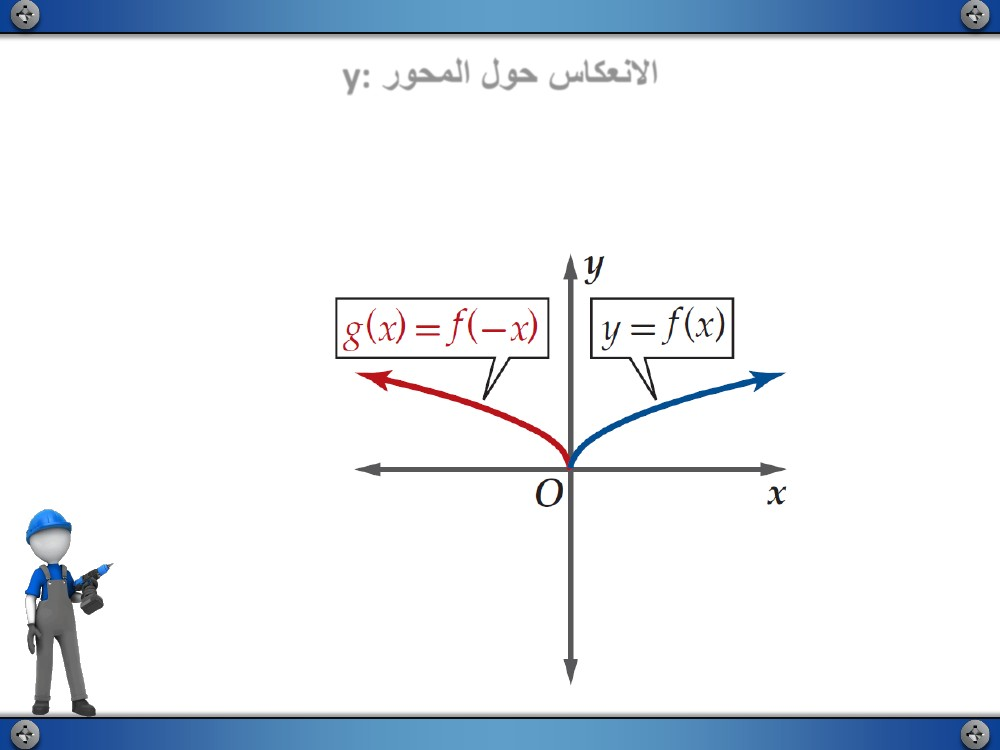 الانعكاس حول المحور y:
y
g(x) = f(−x)
y = f(x)
O
x